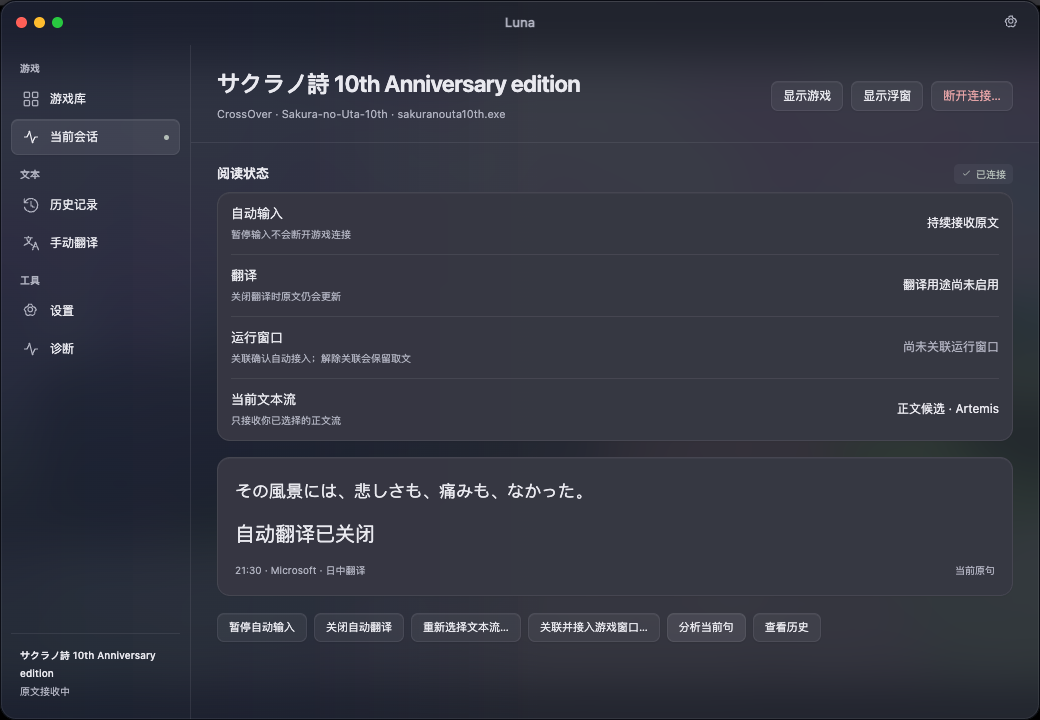 Luna
游戏
游戏库
当前会话
文本
历史记录
手动翻译
工具
设置
诊断
サクラノ詩 10th Anniversary
edition
原文接收中
サクラノ詩 10th Anniversary edition
CrossOver · Sakura-no-Uta-10th · sakuranouta10th.exe
显示游戏
显示浮窗
断开连接...
阅读状态
已连接
自动输入
暂停输入不会断开游戏连接
持续接收原文
翻译
关闭翻译时原文仍会更新
翻译用途尚未启用
运行窗口
关联确认自动接入；解除关联会保留取文
尚未关联运行窗口
当前文本流
只接收你已选择的正文流
正文候选 · Artemis
その風景には、悲しさも、痛みも、なかった。
自动翻译已关闭
21:30 · Microsoft · 日中翻译
当前原句
暂停自动输入
关闭自动翻译
重新选择文本流...
关联并接入游戏窗口...
分析当前句
查看历史